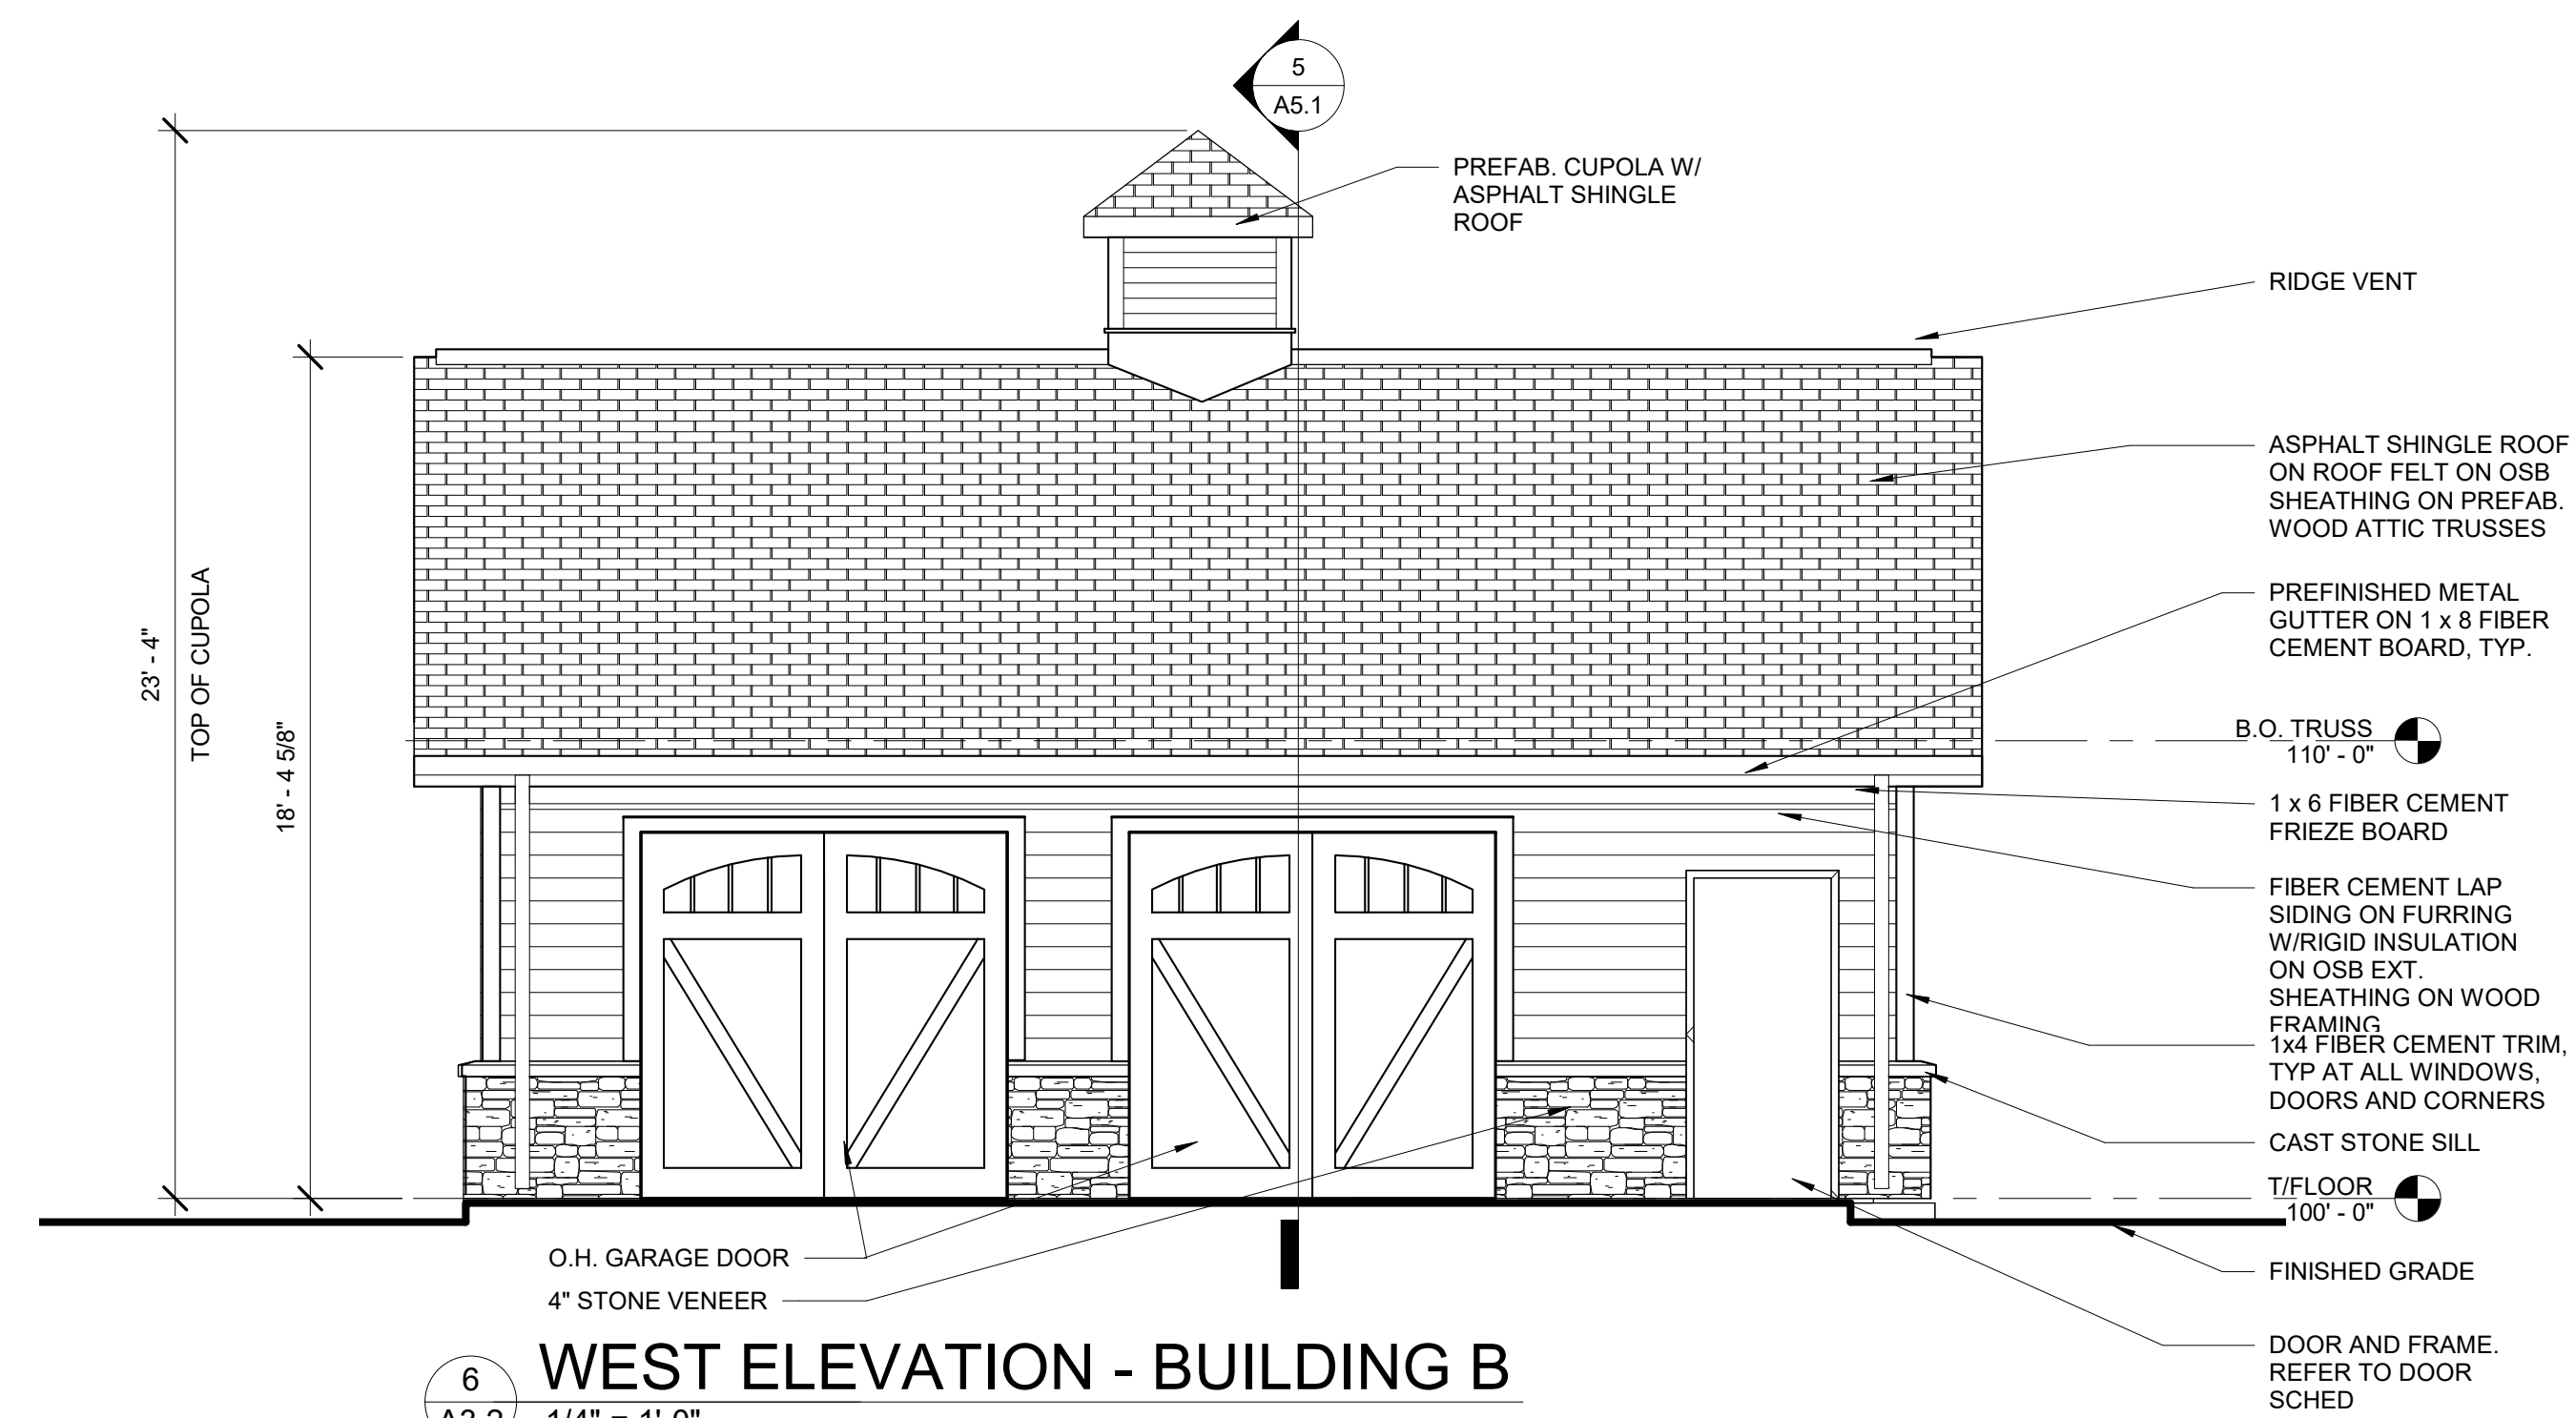 5
A5.1
PREFAB. CUPOLA W/
ASPHALT SHINGLE
ROOF
RIDGE VENT
ASPHALT SHINGLE ROOF
ON ROOF FELT ON OSB
SHEATHING ON PREFAB.
WOOD ATTIC TRUSSES
PREFINISHED METAL
GUTTER ON 1 x 8 FIBER
CEMENT BOARD, TYP.
23' - 4"
TOP OF CUPOLA
18' - 4 5/8"
B.O. TRUSS
110' - 0"
1 x 6 FIBER CEMENT
FRIEZE BOARD
FIBER CEMENT LAP
SIDING ON FURRING
W/RIGID INSULATION
ON OSB EXT.
SHEATHING ON WOOD
FRAMING
1x4 FIBER CEMENT TRIM,
TYP AT ALL WINDOWS,
DOORS AND CORNERS
CAST STONE SILL
T/FLOOR
100' - 0"
FINISHED GRADE
DOOR AND FRAME.
REFER TO DOOR
SCHED
O.H. GARAGE DOOR
4" STONE VENEER
6
WEST ELEVATION - BUILDING B
1/4" = 1'-0"